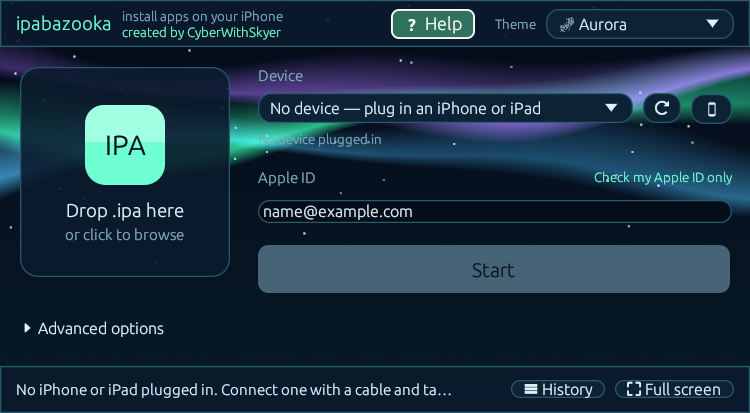 ipabazooka
install apps on your iPhone
created by CyberWithSkyer
? Help
Theme
Aurora
Device
No device — plug in an iPhone or iPad
No device plugged in
IPA
Drop .ipa here
or click to browse
Apple ID
Check my Apple ID only
name@example.com
Start
Advanced options
No iPhone or iPad plugged in. Connect one with a cable and ta…
History
Full screen